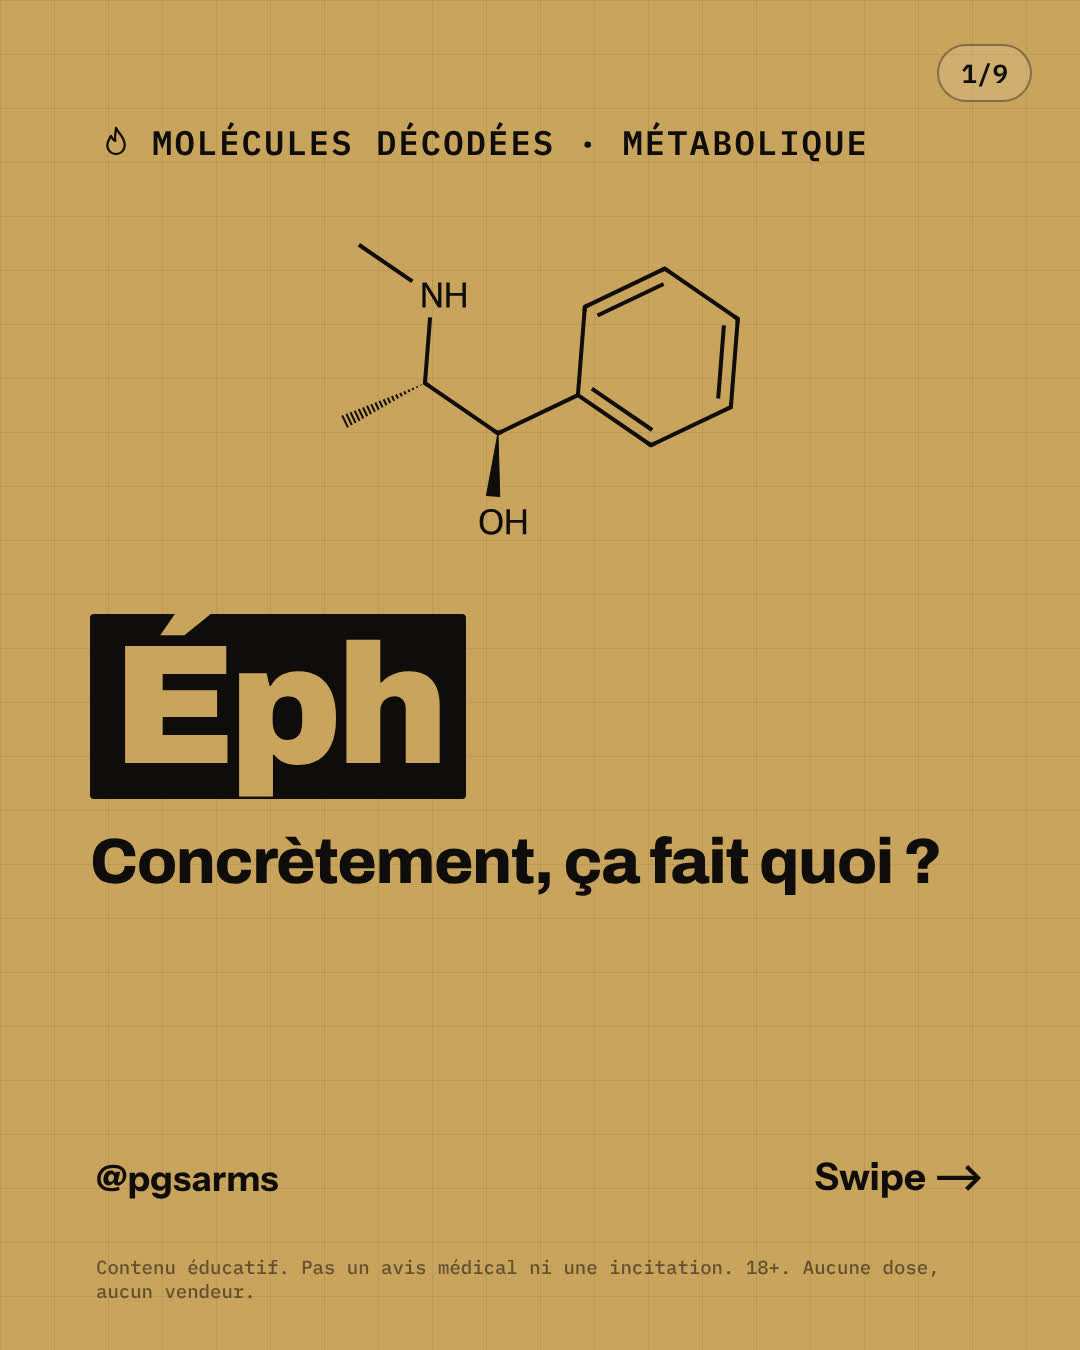 1/9
MOLÉCULES DÉCODÉES · MÉTABOLIQUE
NH
OH
Éph
Concrètement, ça fait quoi ?
@pgsarms
Swipe →
Contenu éducatif. Pas un avis médical ni une incitation. 18+. Aucune dose,
aucun vendeur.